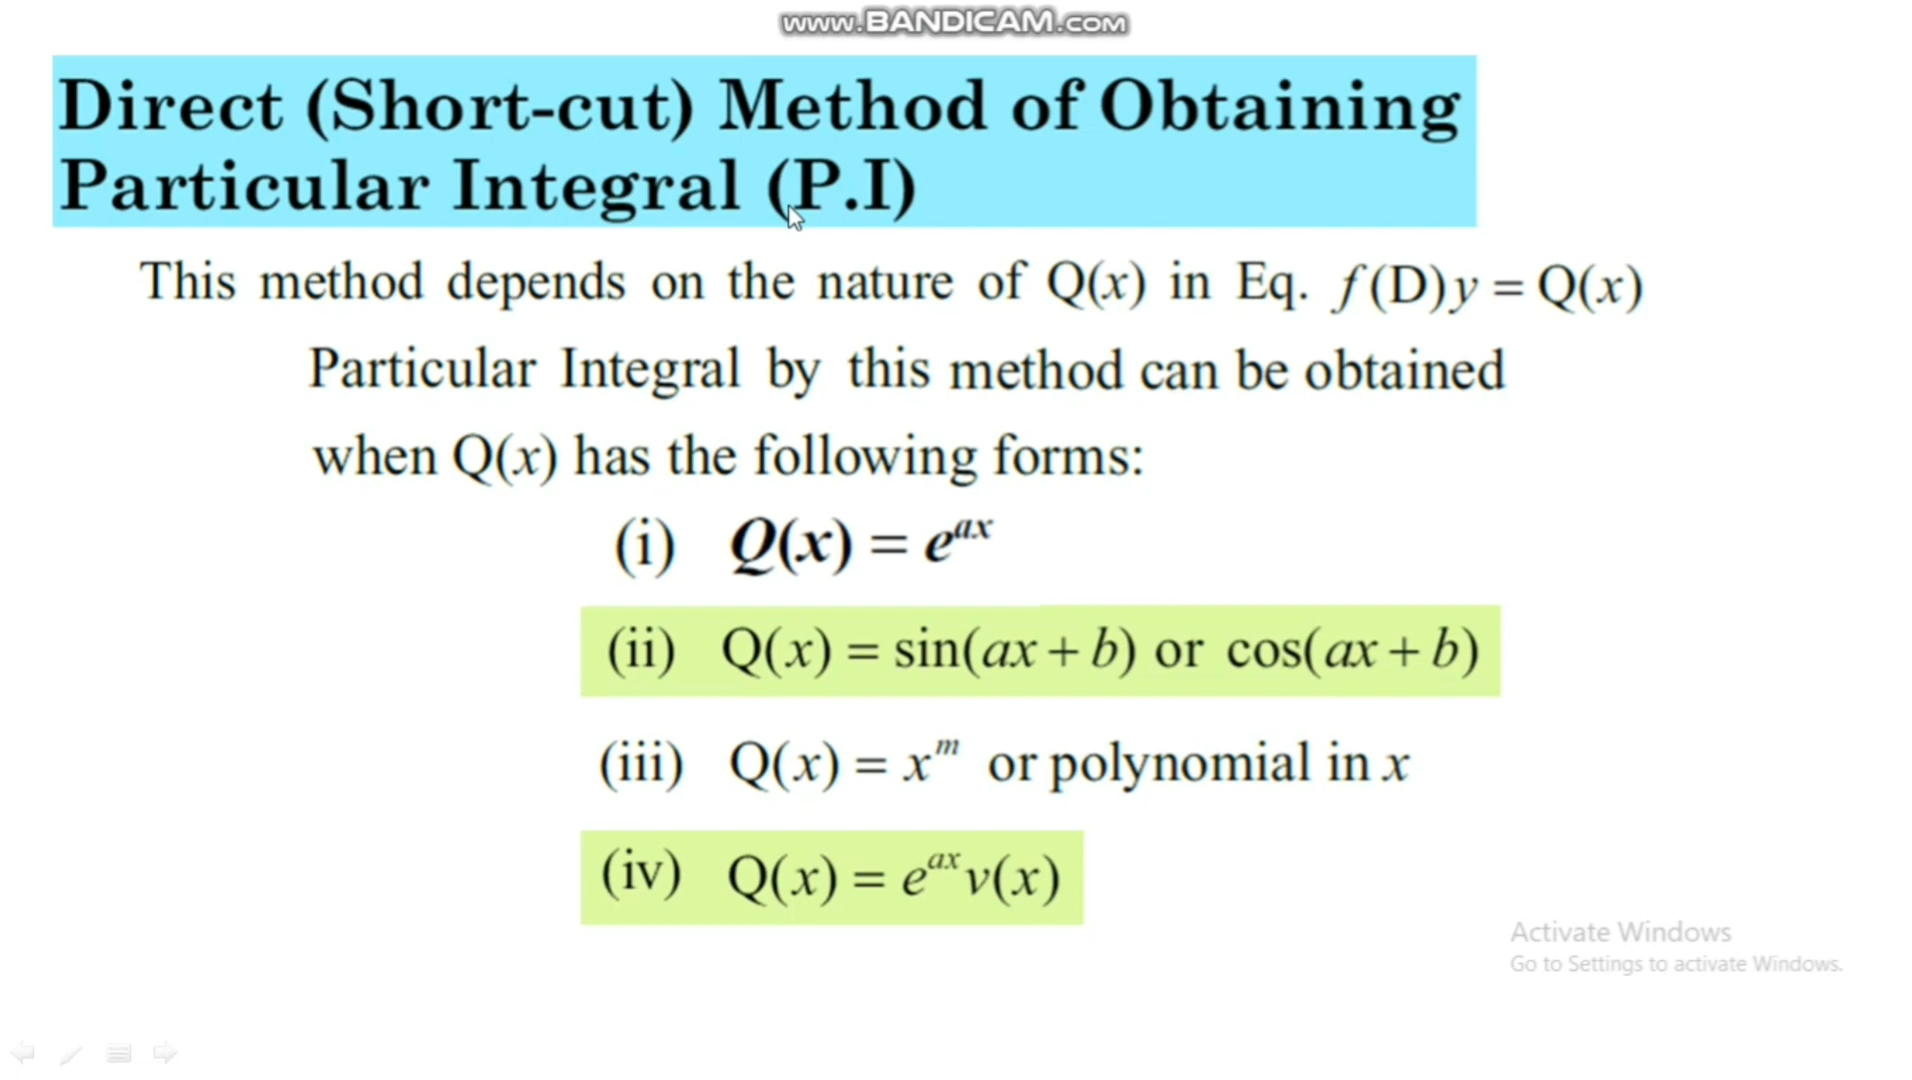 www.BANDICAM.com
Direct (Short-cut) Method of Obtaining
Particular Integral (P.I)
This method depends on the nature of Q(x) in Eq. f(D)y = Q(x)
Particular Integral by this method can be obtained
when Q(x) has the following forms:
(i) Q(x) = e^{ax}
(ii) Q(x) = sin(ax + b) or cos(ax + b)
(iii) Q(x) = x^m or polynomial in x
(iv) Q(x) = e^{ax} v(x)
Activate Windows
Go to Settings to activate Windows.